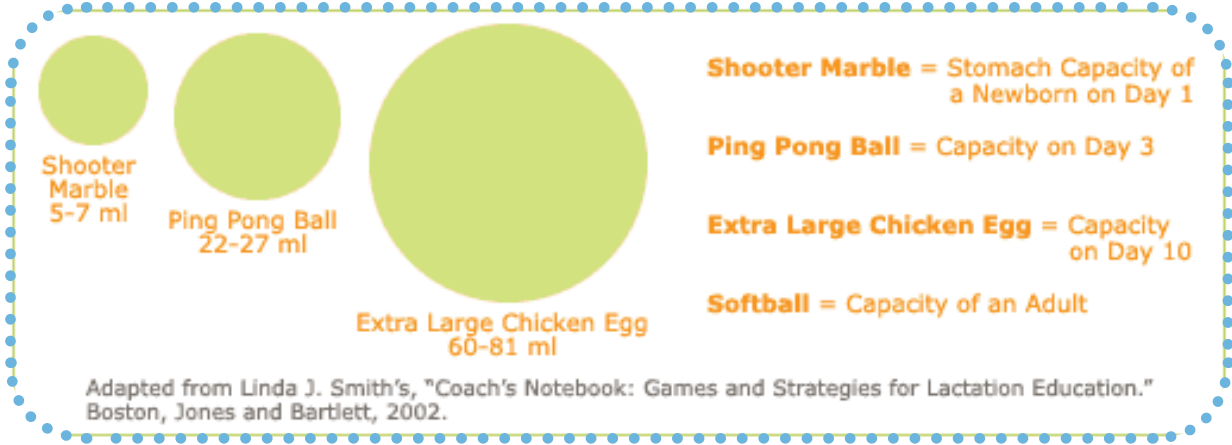 Shooter
Marble
5-7 ml
Ping Pong Ball
22-27 ml
Extra Large Chicken Egg
60-81 ml
Shooter Marble = Stomach Capacity of
a Newborn on Day 1
Ping Pong Ball = Capacity on Day 3
Extra Large Chicken Egg = Capacity
on Day 10
Softball = Capacity of an Adult
Adapted from Linda J. Smith's, "Coach's Notebook: Games and Strategies for Lactation Education."
Boston, Jones and Bartlett, 2002.